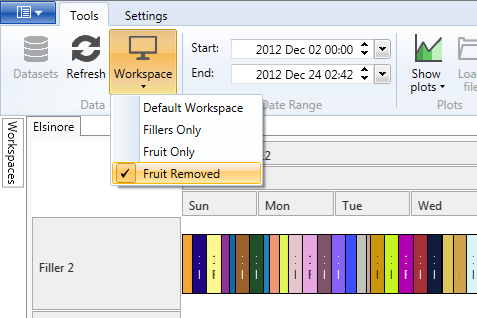 Tools Settings
Datasets Refresh Workspace
Start: 2012 Dec 02 00:00
End: 2012 Dec 24 02:42
Show plots
Data
Date Range
Plots
Default Workspace
Fillers Only
Fruit Only
Fruit Removed
Workspaces
Elsinore
2
Sun Mon Tue Wed
Filler 2